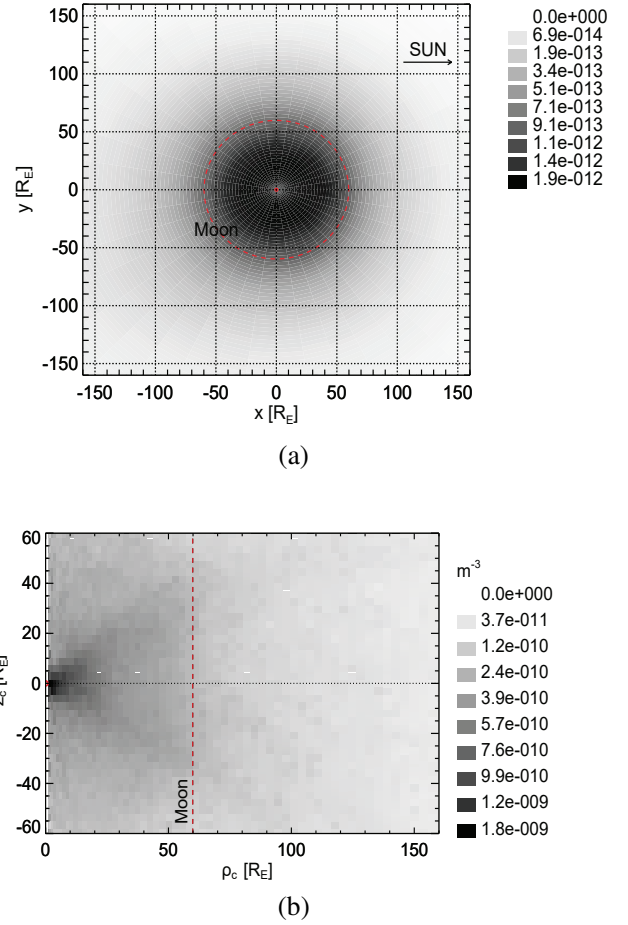 150
100
50
0
-50
-100
-150
y [R_E]
SUN
Moon
-150 -100 -50 0 50 100 150
x [R_E]
0.0e+000
6.9e-014
1.9e-013
3.4e-013
5.1e-013
7.1e-013
9.1e-013
1.1e-012
1.4e-012
1.9e-012
(a)
60
40
20
0
-20
-40
-60
z_c [R_E]
Moon
0 50 100 150
ρ_c [R_E]
m^-3
0.0e+000
3.7e-011
1.2e-010
2.4e-010
3.9e-010
5.7e-010
7.6e-010
9.9e-010
1.2e-009
1.8e-009
(b)